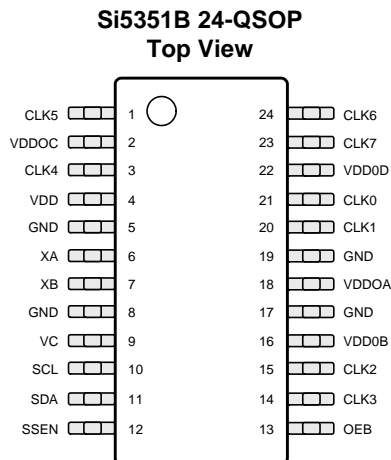 Si5351B 24-QSOP
Top View
CLK5 1 24 CLK6
VDDOC 2 23 CLK7
CLK4 3 22 VDD0D
VDD 4 21 CLK0
GND 5 20 CLK1
XA 6 19 GND
XB 7 18 VDDOA
GND 8 17 GND
VC 9 16 VDD0B
SCL 10 15 CLK2
SDA 11 14 CLK3
SSEN 12 13 OEB